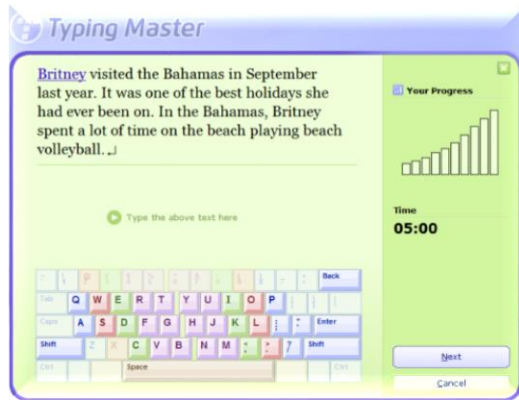 Typing Master
Britney visited the Bahamas in September
last year. It was one of the best holidays she
had ever been on. In the Bahamas, Britney
spent a lot of time on the beach playing beach
volleyball.
Type the above text here
Your Progress
Time
05:00
Back
Tab Q W E R T Y U I O P
Caps A S D F G H J K L ; Enter
Shift Z X C V B N M Shift
Ctrl Space Ctrl
Next
Cancel